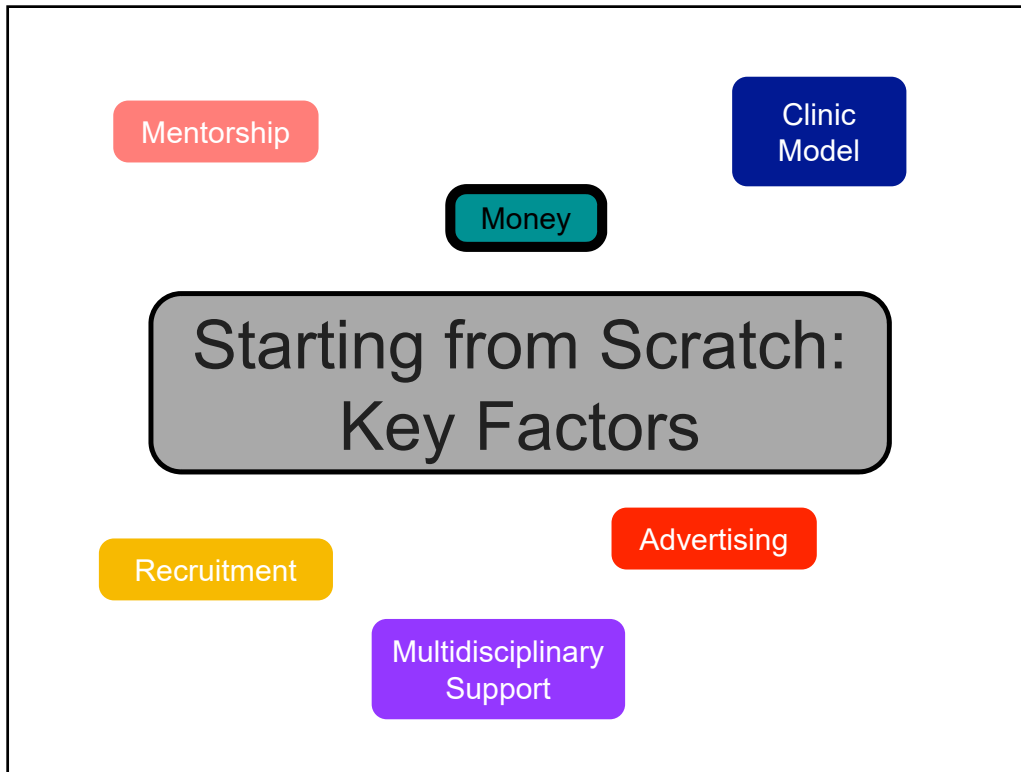 Mentorship
Clinic
Model
Money
Starting from Scratch:
Key Factors
Advertising
Recruitment
Multidisciplinary
Support